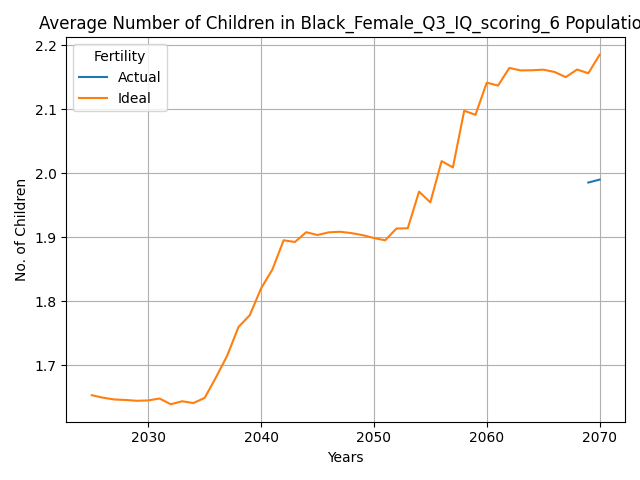 Average Number of Children in Black_Female_Q3_IQ_scoring_6 Populatio
Fertility
Actual
Ideal
No. of Children
2.2
2.1
2.0
1.9
1.8
1.7
2030 2040 2050 2060 2070
Years